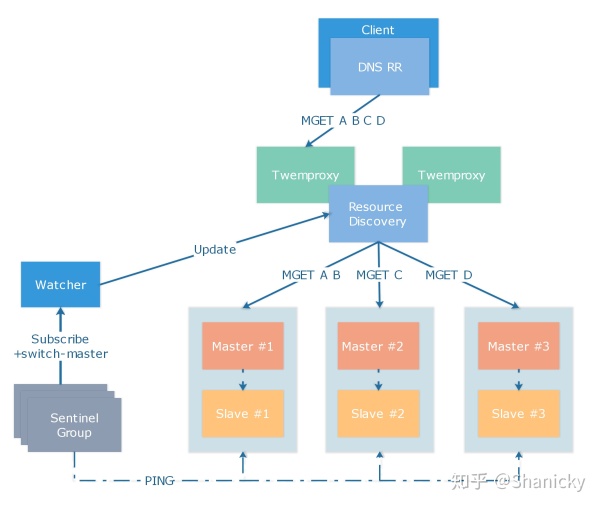 Client
DNS RR
MGET A B C D
Twemproxy
Twemproxy
Resource
Discovery
Update
MGET A B
MGET C
MGET D
Watcher
Subscribe
+switch-master
Master #1
Master #2
Master #3
Slave #1
Slave #2
Slave #3
Sentinel
Group
PING
知乎 @Shanicky